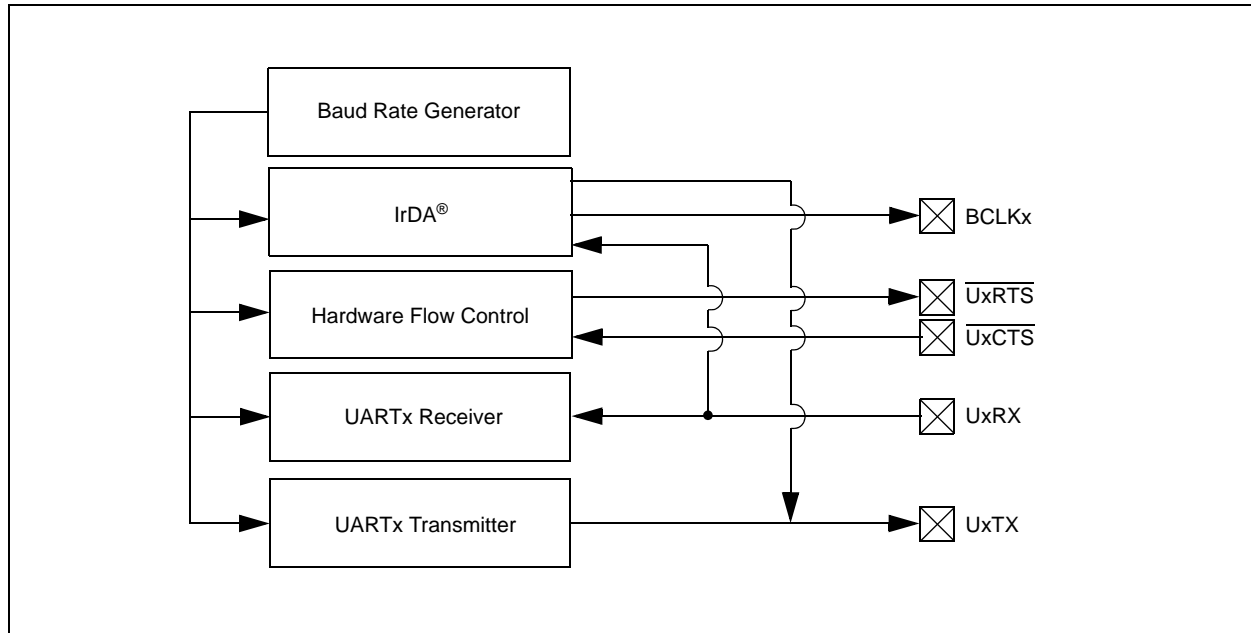 Baud Rate Generator
IrDA®
BCLKx
Hardware Flow Control
UxRTS
UxCTS
UARTx Receiver
UxRX
UARTx Transmitter
UxTX